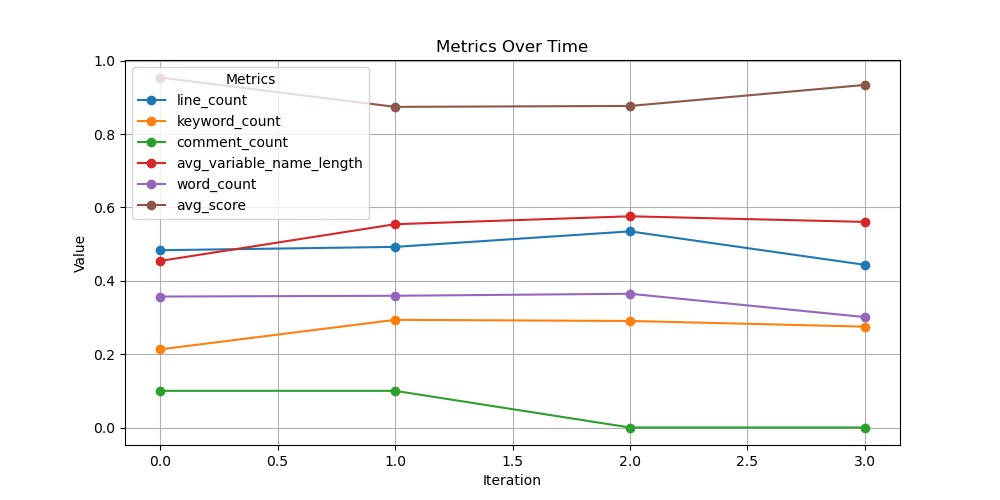 Metrics Over Time
Metrics
line_count
keyword_count
comment_count
avg_variable_name_length
word_count
avg_score
Value
1.0
0.8
0.6
0.4
0.2
0.0
0.0 0.5 1.0 1.5 2.0 2.5 3.0
Iteration